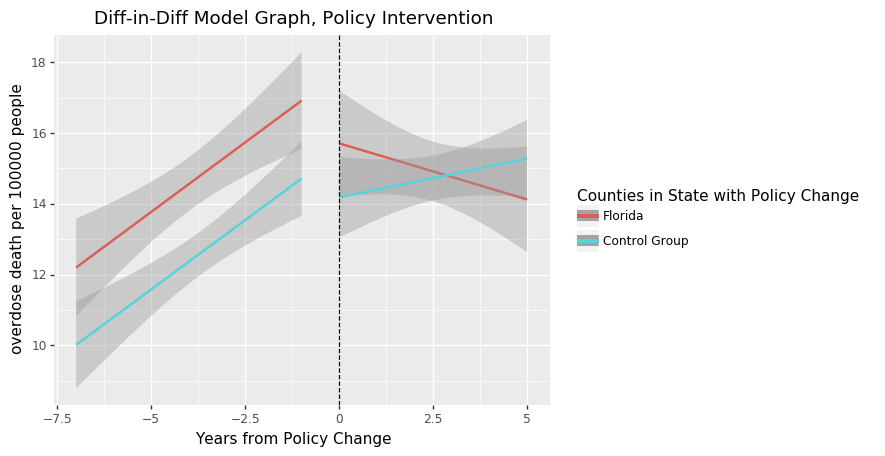 Diff-in-Diff Model Graph, Policy Intervention
overdose death per 100000 people
18
16
14
12
10
−7.5
−5
−2.5
0
2.5
5
Years from Policy Change
Counties in State with Policy Change
Florida
Control Group